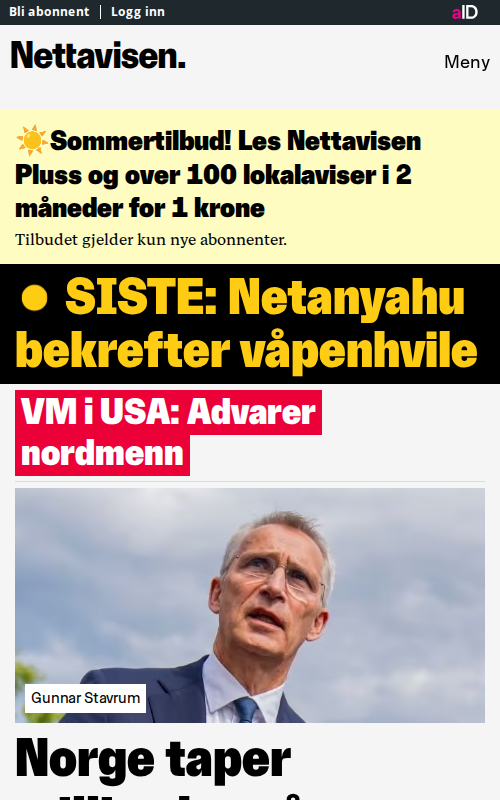 Bli abonnent | Logg inn
aID
Nettavisen.
Meny
☀️Sommertilbud! Les Nettavisen
Pluss og over 100 lokalaviser i 2
måneder for 1 krone
Tilbudet gjelder kun nye abonnenter.
● SISTE: Netanyahu
bekrefter våpenhvile
VM i USA: Advarer
nordmenn
Gunnar Stavrum
Norge taper